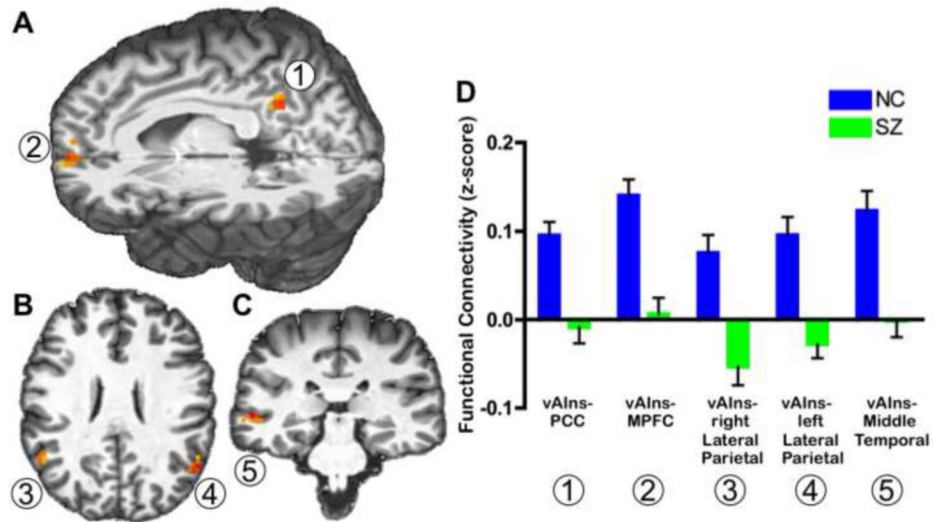 A
1
2
B
C
3
4
5
D
NC
SZ
Functional Connectivity (z-score)
0.2
0.1
0.0
-0.1
vAIns-
PCC
vAIns-
MPFC
vAIns-
right
Lateral
Parietal
vAIns-
left
Lateral
Parietal
vAIns-
Middle
Temporal
1
2
3
4
5